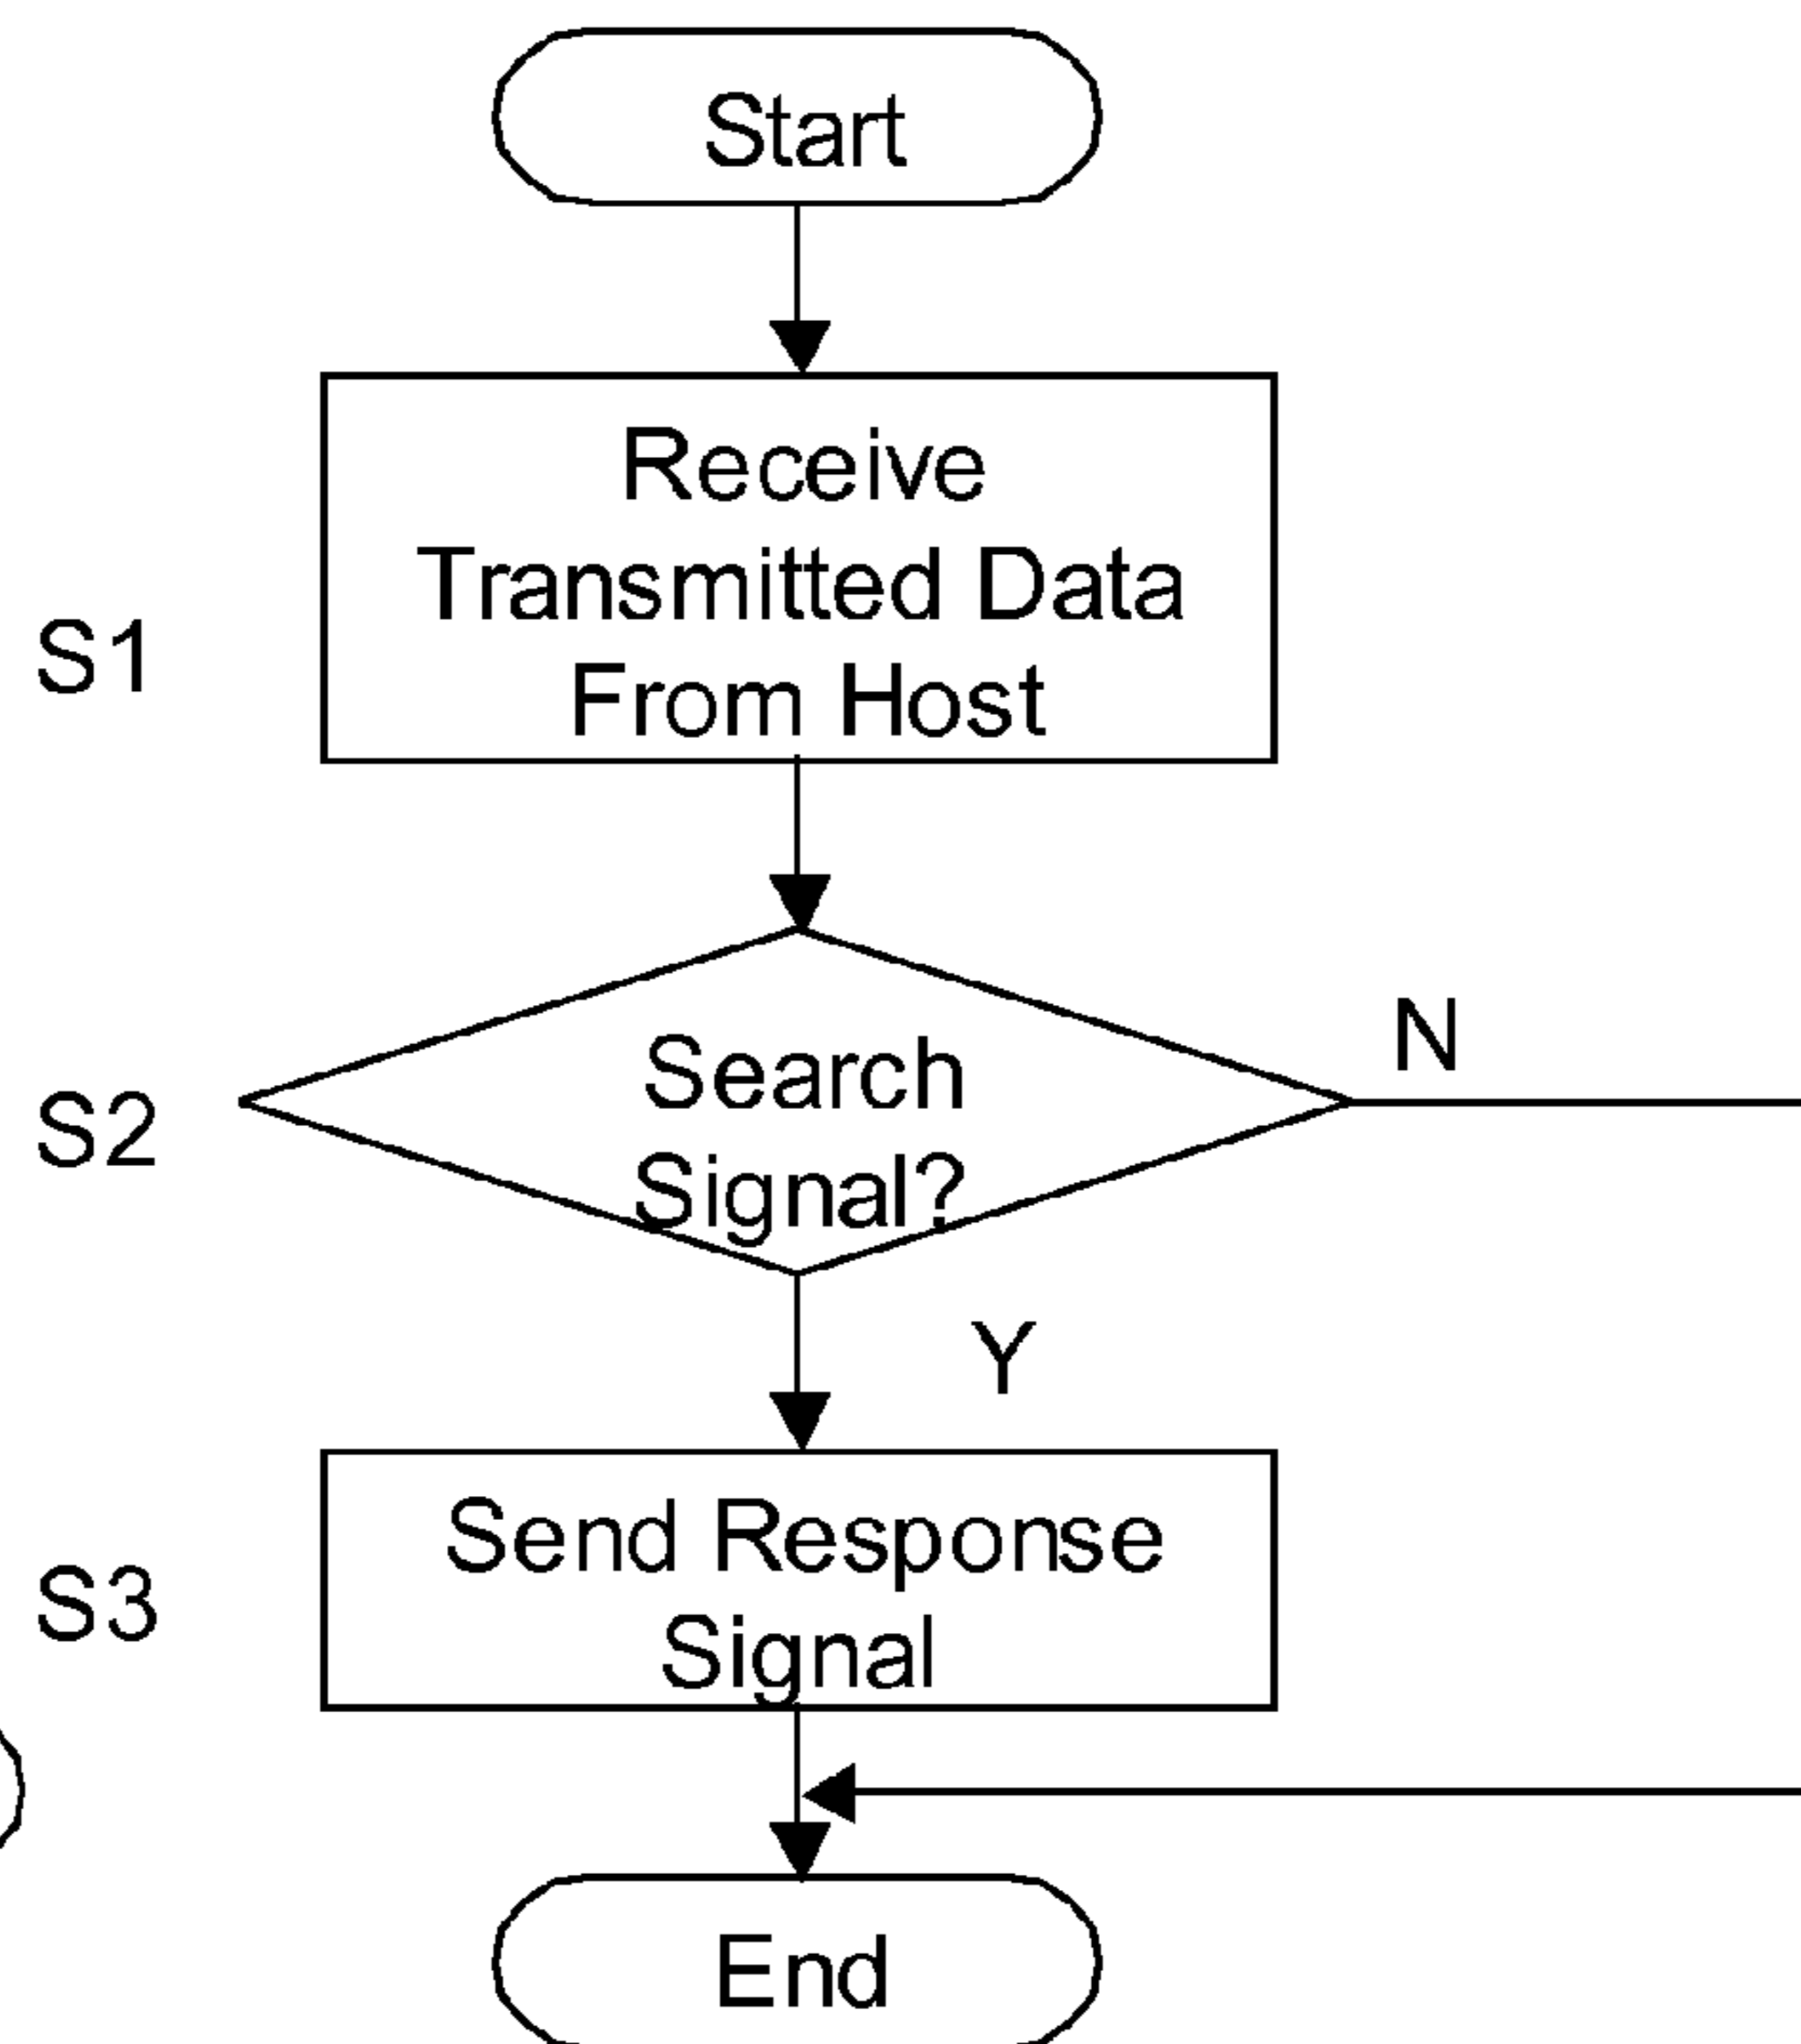 Start
S1
Receive
Transmitted Data
From Host
S2
Search
Signal?
N
Y
S3
Send Response
Signal
End